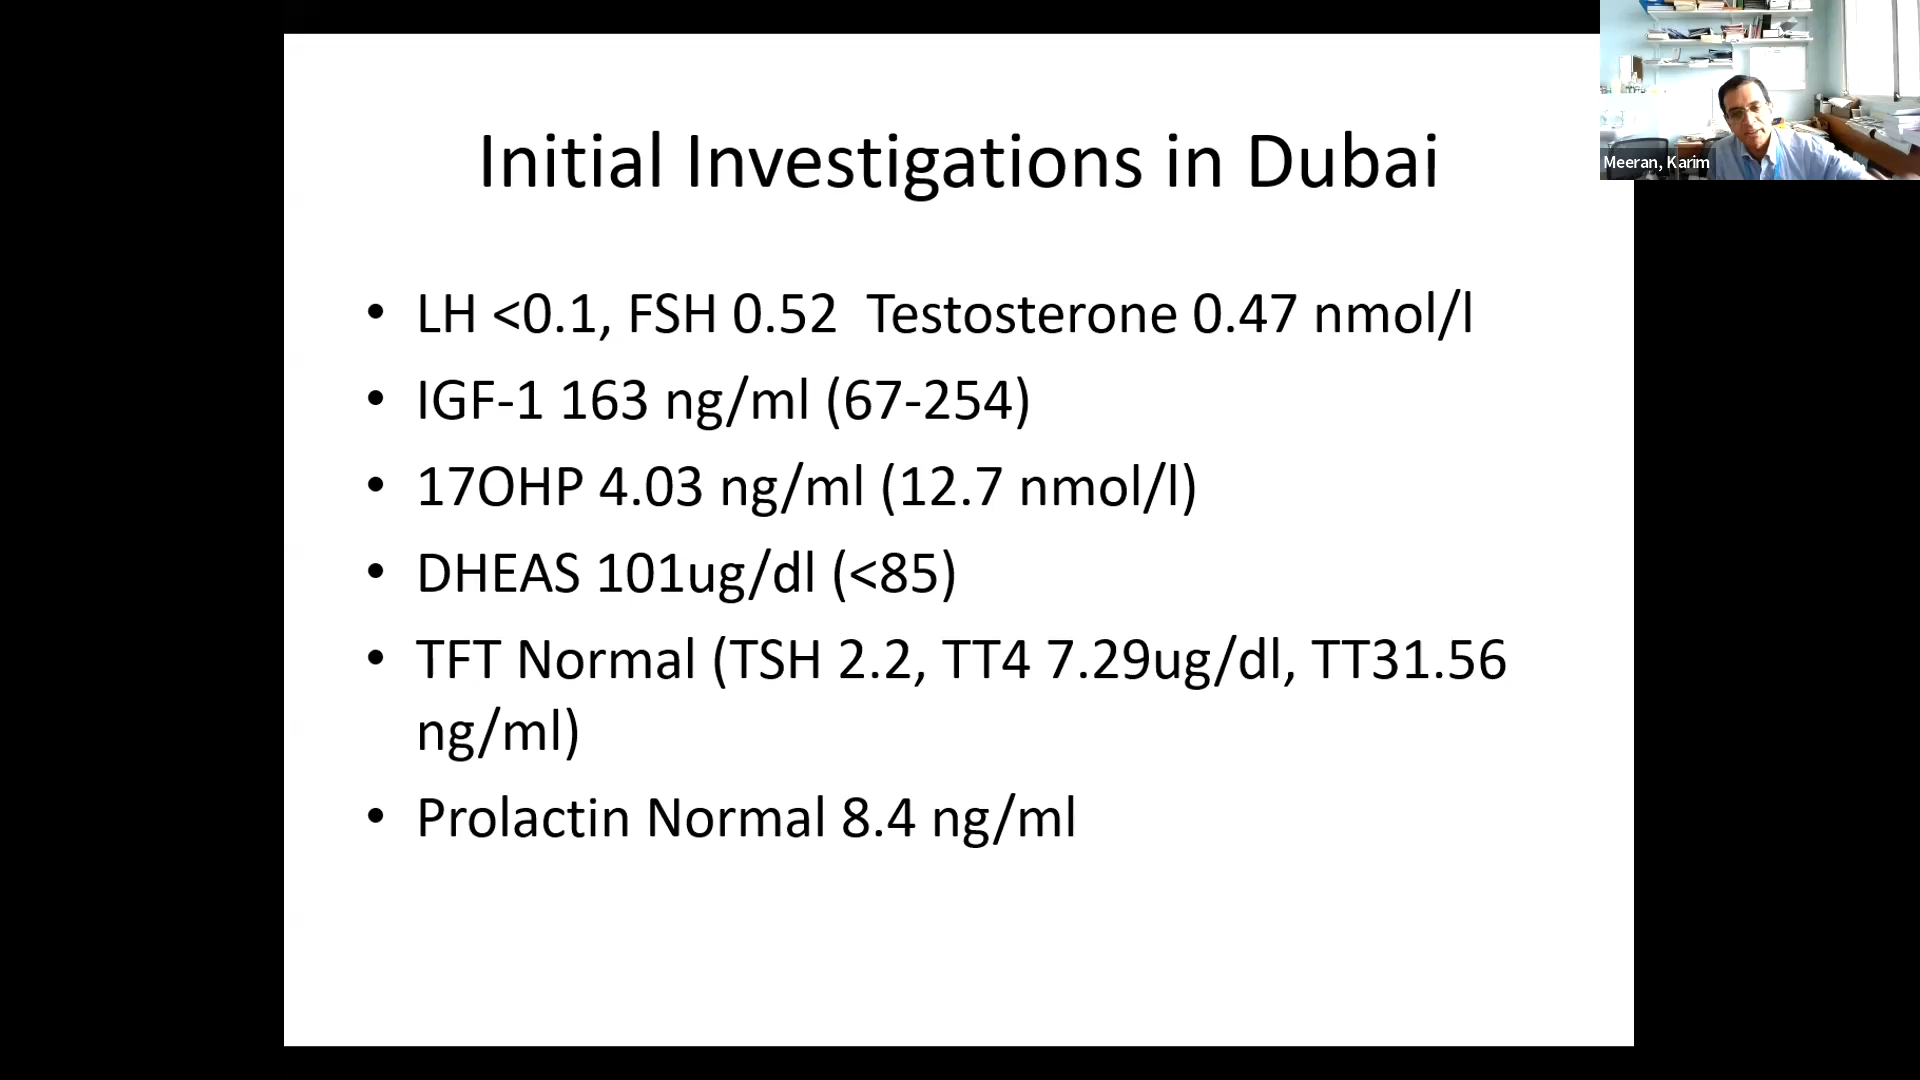 Initial Investigations in Dubai
• LH <0.1, FSH 0.52  Testosterone 0.47 nmol/l
• IGF-1 163 ng/ml (67-254)
• 17OHP 4.03 ng/ml (12.7 nmol/l)
• DHEAS 101ug/dl (<85)
• TFT Normal (TSH 2.2, TT4 7.29ug/dl, TT31.56
ng/ml)
• Prolactin Normal 8.4 ng/ml
Meeran, Karim